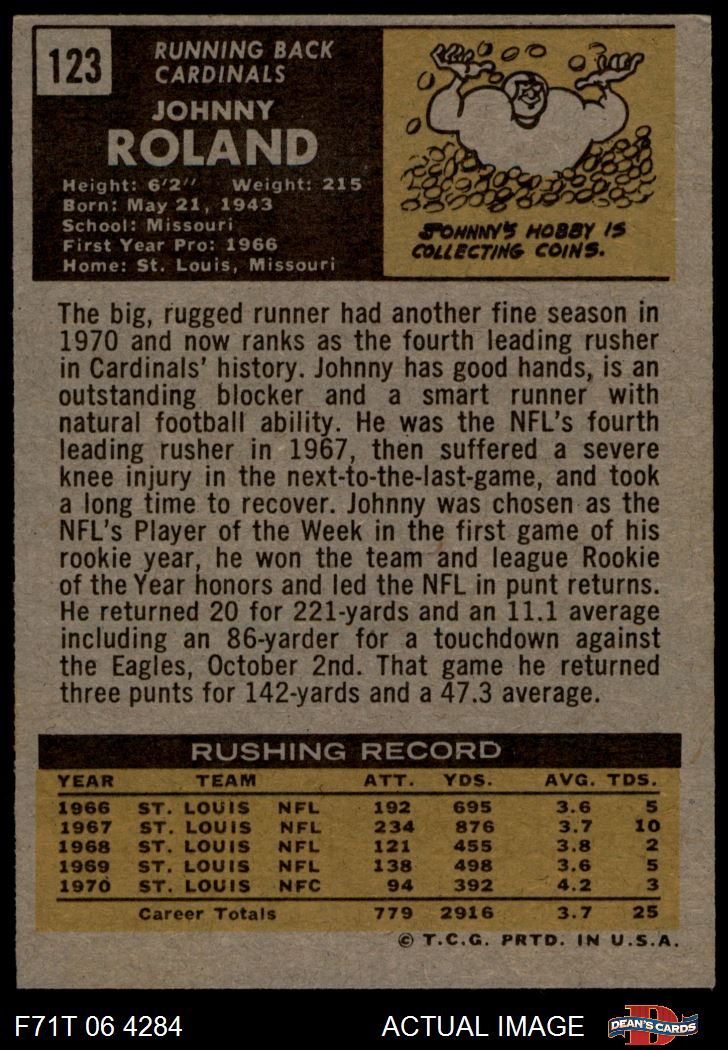 123
RUNNING BACK
CARDINALS
JOHNNY
ROLAND
Height: 6'2" Weight: 215
Born: May 21, 1943
School: Missouri
First Year Pro: 1966
Home: St. Louis, Missouri
JOHNNY'S HOBBY IS
COLLECTING COINS.
The big, rugged runner had another fine season in
1970 and now ranks as the fourth leading rusher
in Cardinals' history. Johnny has good hands, is an
outstanding blocker and a smart runner with
natural football ability. He was the NFL's fourth
leading rusher in 1967, then suffered a severe
knee injury in the next-to-the-last-game, and took
a long time to recover. Johnny was chosen as the
NFL's Player of the Week in the first game of his
rookie year, he won the team and league Rookie
of the Year honors and led the NFL in punt returns.
He returned 20 for 221-yards and an 11.1 average
including an 86-yarder for a touchdown against
the Eagles, October 2nd. That game he returned
three punts for 142-yards and a 47.3 average.
RUSHING RECORD
YEAR TEAM ATT. YDS. AVG. TDS.
1966 ST. LOUIS NFL 192 695 3.6 5
1967 ST. LOUIS NFL 234 876 3.7 10
1968 ST. LOUIS NFL 121 455 3.8 2
1969 ST. LOUIS NFL 138 498 3.6 5
1970 ST. LOUIS NFC 94 392 4.2 3
Career Totals 779 2916 3.7 25
© T.C.G. PRTD. IN U.S.A.
F71T 06 4284 ACTUAL IMAGE
DEAN'S CARDS